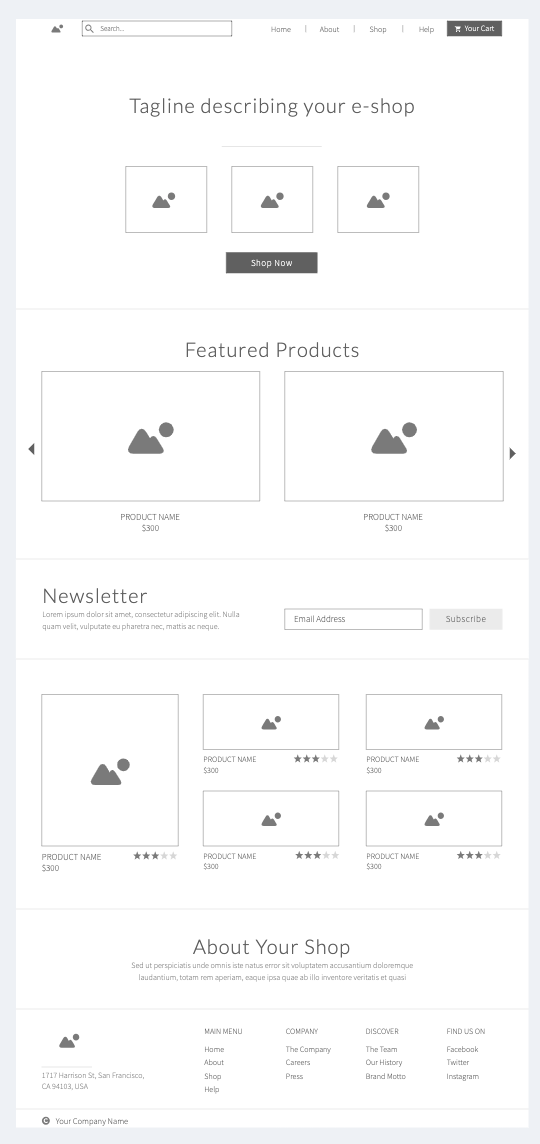 Search...
Home
About
Shop
Help
Your Cart
Tagline describing your e-shop
Shop Now
Featured Products
PRODUCT NAME
$300
PRODUCT NAME
$300
Newsletter
Lorem ipsum dolor sit amet, consectetur adipiscing elit. Nulla
quam velit, vulputate eu pharetra nec, mattis ac neque.
Email Address
Subscribe
PRODUCT NAME
$300
PRODUCT NAME
$300
PRODUCT NAME
$300
PRODUCT NAME
$300
PRODUCT NAME
$300
About Your Shop
Sed ut perspiciatis unde omnis iste natus error sit voluptatem accusantium doloremque
laudantium, totam rem aperiam, eaque ipsa quae ab illo inventore veritatis et quasi
1717 Harrison St, San Francisco,
CA 94103, USA
MAIN MENU
Home
About
Shop
Help
COMPANY
The Company
Careers
Press
DISCOVER
The Team
Our History
Brand Motto
FIND US ON
Facebook
Twitter
Instagram
© Your Company Name